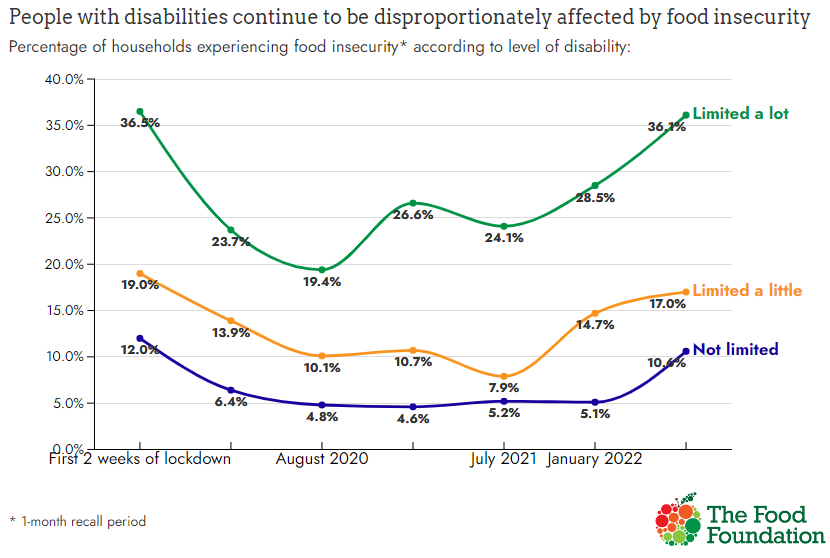 People with disabilities continue to be disproportionately affected by food insecurity
Percentage of households experiencing food insecurity* according to level of disability:
40.0%
35.0%
30.0%
25.0%
20.0%
15.0%
10.0%
5.0%
0.0%
36.5%
23.7%
19.4%
26.6%
24.1%
28.5%
36.1%
Limited a lot
19.0%
13.9%
10.1%
10.7%
7.9%
14.7%
17.0%
Limited a little
12.0%
6.4%
4.8%
4.6%
5.2%
5.1%
10.6%
Not limited
First 2 weeks of lockdown
August 2020
July 2021
January 2022
* 1-month recall period
The Food
Foundation